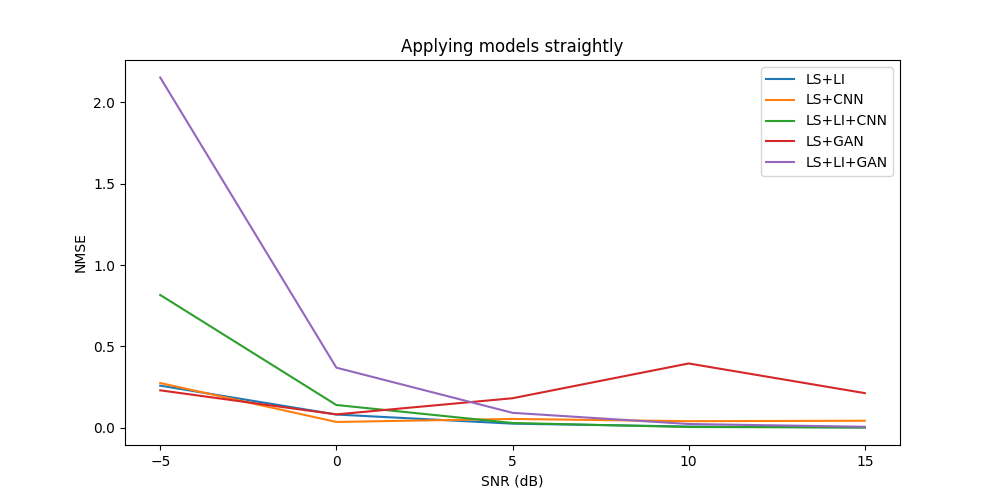 Applying models straightly
LS+LI
LS+CNN
LS+LI+CNN
LS+GAN
LS+LI+GAN
2.0
1.5
1.0
0.5
0.0
NMSE
−5
0
5
10
15
SNR (dB)